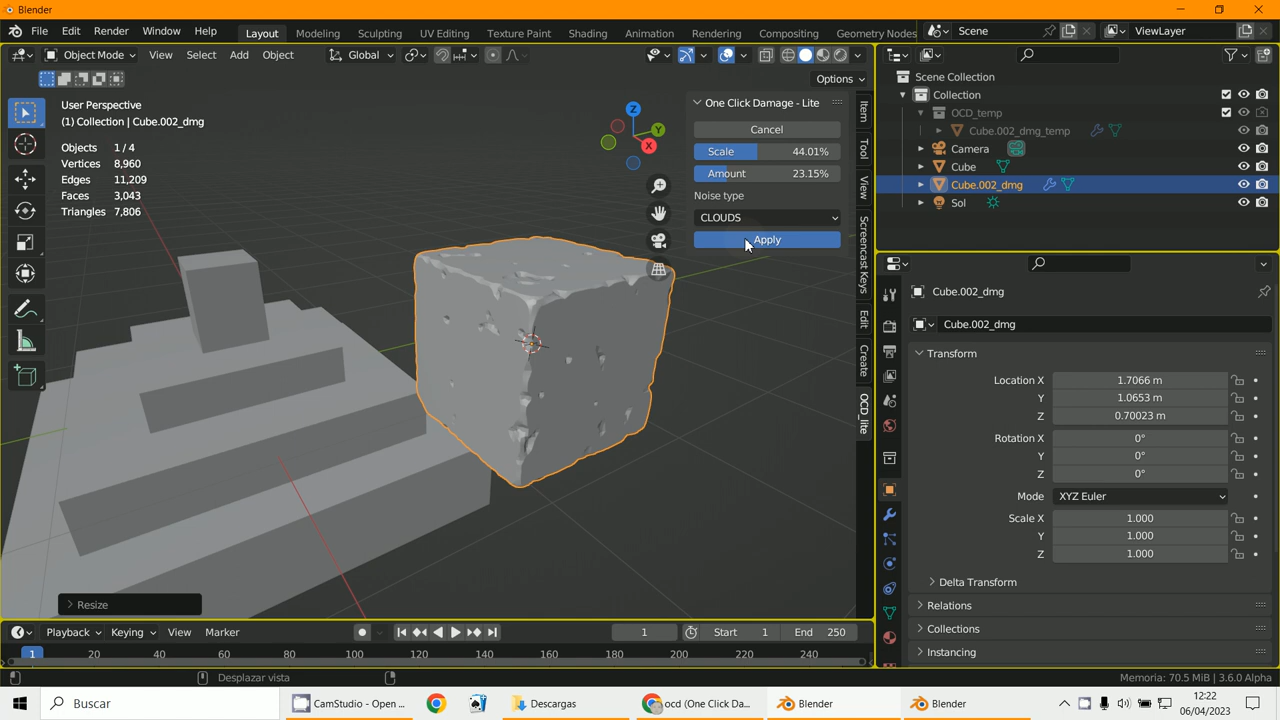 Blender
File Edit Render Window Help
Layout Modeling Sculpting UV Editing Texture Paint Shading Animation Rendering Compositing Geometry Nodes
Scene
ViewLayer
Object Mode View Select Add Object
Global
Options
User Perspective
(1) Collection | Cube.002_dmg
Objects 1 / 4
Vertices 8,960
Edges 11,209
Faces 3,043
Triangles 7,806
Z
Y
X
One Click Damage - Lite
Cancel
Scale 44.01%
Amount 23.15%
Noise type
CLOUDS
Apply
Item
Tool
View
Screencast Keys
Edit
Create
OCD_lite
Resize
Scene Collection
Collection
OCD_temp
Cube.002_dmg_temp
Camera
Cube
Cube.002_dmg
Sol
Cube.002_dmg
Cube.002_dmg
Transform
Location X 1.7066 m
Y 1.0653 m
Z 0.70023 m
Rotation X 0°
Y 0°
Z 0°
Mode XYZ Euler
Scale X 1.000
Y 1.000
Z 1.000
Delta Transform
Relations
Collections
Instancing
Playback Keying View Marker
1 Start 1 End 250
1 20 40 60 80 100 120 140 160 180 200 220 240
Desplazar vista
Memoria: 70.5 MiB | 3.6.0 Alpha
Buscar
CamStudio - Open ...
Descargas
ocd (One Click Da...
Blender
Blender
12:22
06/04/2023